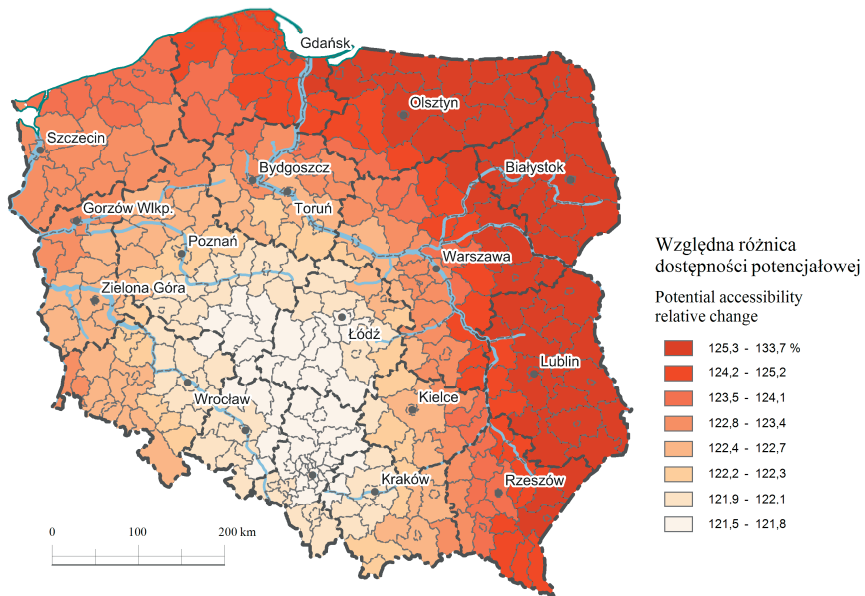 Gdańsk
Olsztyn
Szczecin
Bydgoszcz
Białystok
Gorzów Wlkp.
Toruń
Poznań
Warszawa
Zielona Góra
Łódź
Lublin
Wrocław
Kielce
Kraków
Rzeszów
0 100 200 km
Względna różnica
dostępności potencjałowej
Potential accessibility
relative change
125,3 - 133,7 %
124,2 - 125,2
123,5 - 124,1
122,8 - 123,4
122,4 - 122,7
122,2 - 122,3
121.9 - 122.1
121,5 - 121,8